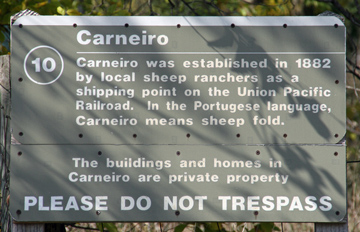 Carneiro
10
Carneiro was established in 1882
by local sheep ranchers as a
shipping point on the Union Pacific
Railroad. In the Portugese language,
Carneiro means sheep fold.
The buildings and homes in
Carneiro are private property
PLEASE DO NOT TRESPASS